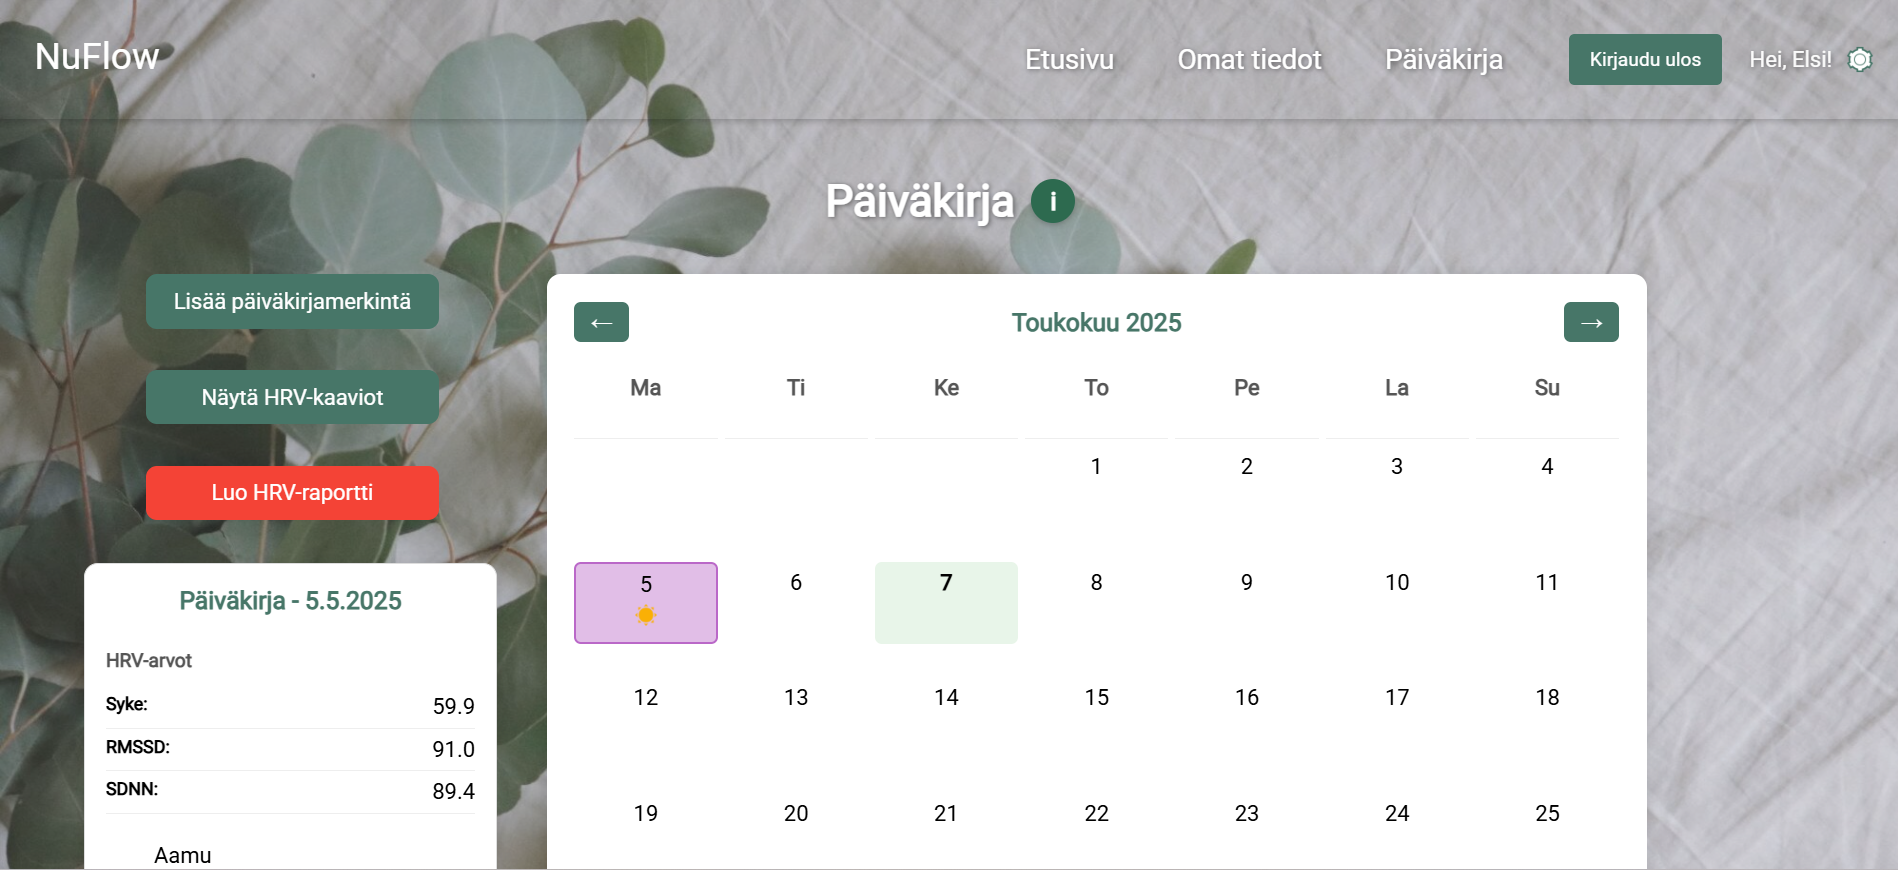 NuFlow
Etusivu
Omat tiedot
Päiväkirja
Kirjaudu ulos
Hei, Elsi!
Päiväkirja i
Lisää päiväkirjamerkintä
Näytä HRV-kaaviot
Luo HRV-raportti
Päiväkirja - 5.5.2025
HRV-arvot
Syke: 59.9
RMSSD: 91.0
SDNN: 89.4
Aamu
← Toukokuu 2025 →
Ma Ti Ke To Pe La Su
1 2 3 4
5 6 7 8 9 10 11
12 13 14 15 16 17 18
19 20 21 22 23 24 25